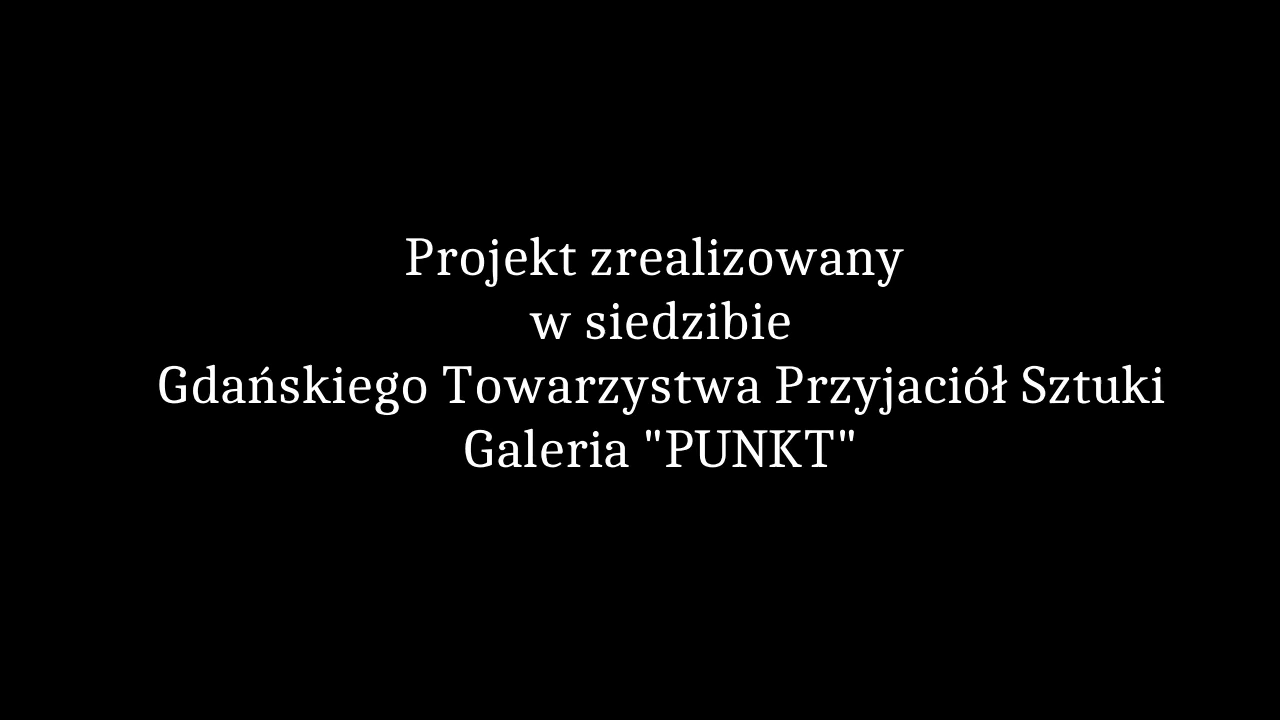 Projekt zrealizowany
w siedzibie
Gdańskiego Towarzystwa Przyjaciół Sztuki
Galeria "PUNKT"